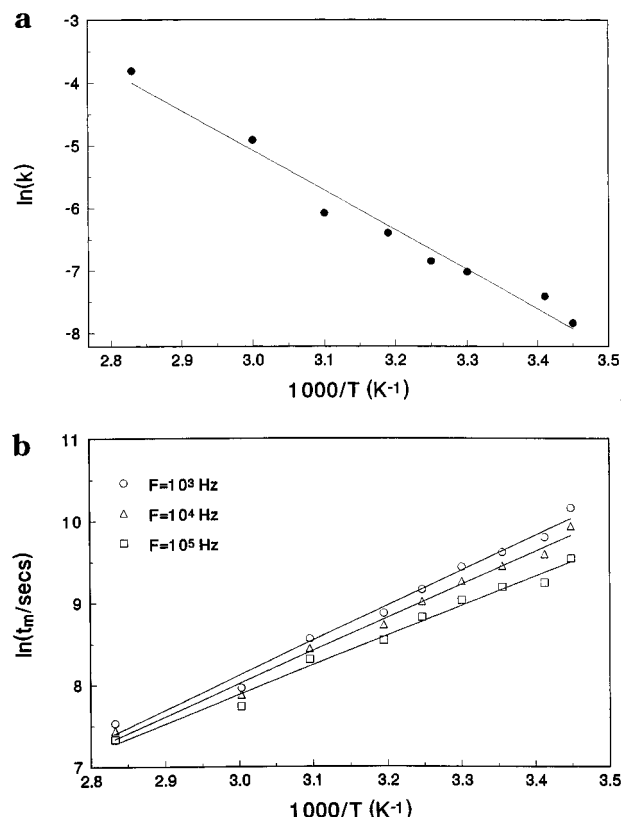 a
-3
-4
-5
-6
-7
-8
ln(k)
2.8 2.9 3.0 3.1 3.2 3.3 3.4 3.5
1000/T (K⁻¹)
b
11
10
9
8
7
ln(tₘ/secs)
F=10³ Hz
F=10⁴ Hz
F=10⁵ Hz
2.8 2.9 3.0 3.1 3.2 3.3 3.4 3.5
1000/T (K⁻¹)